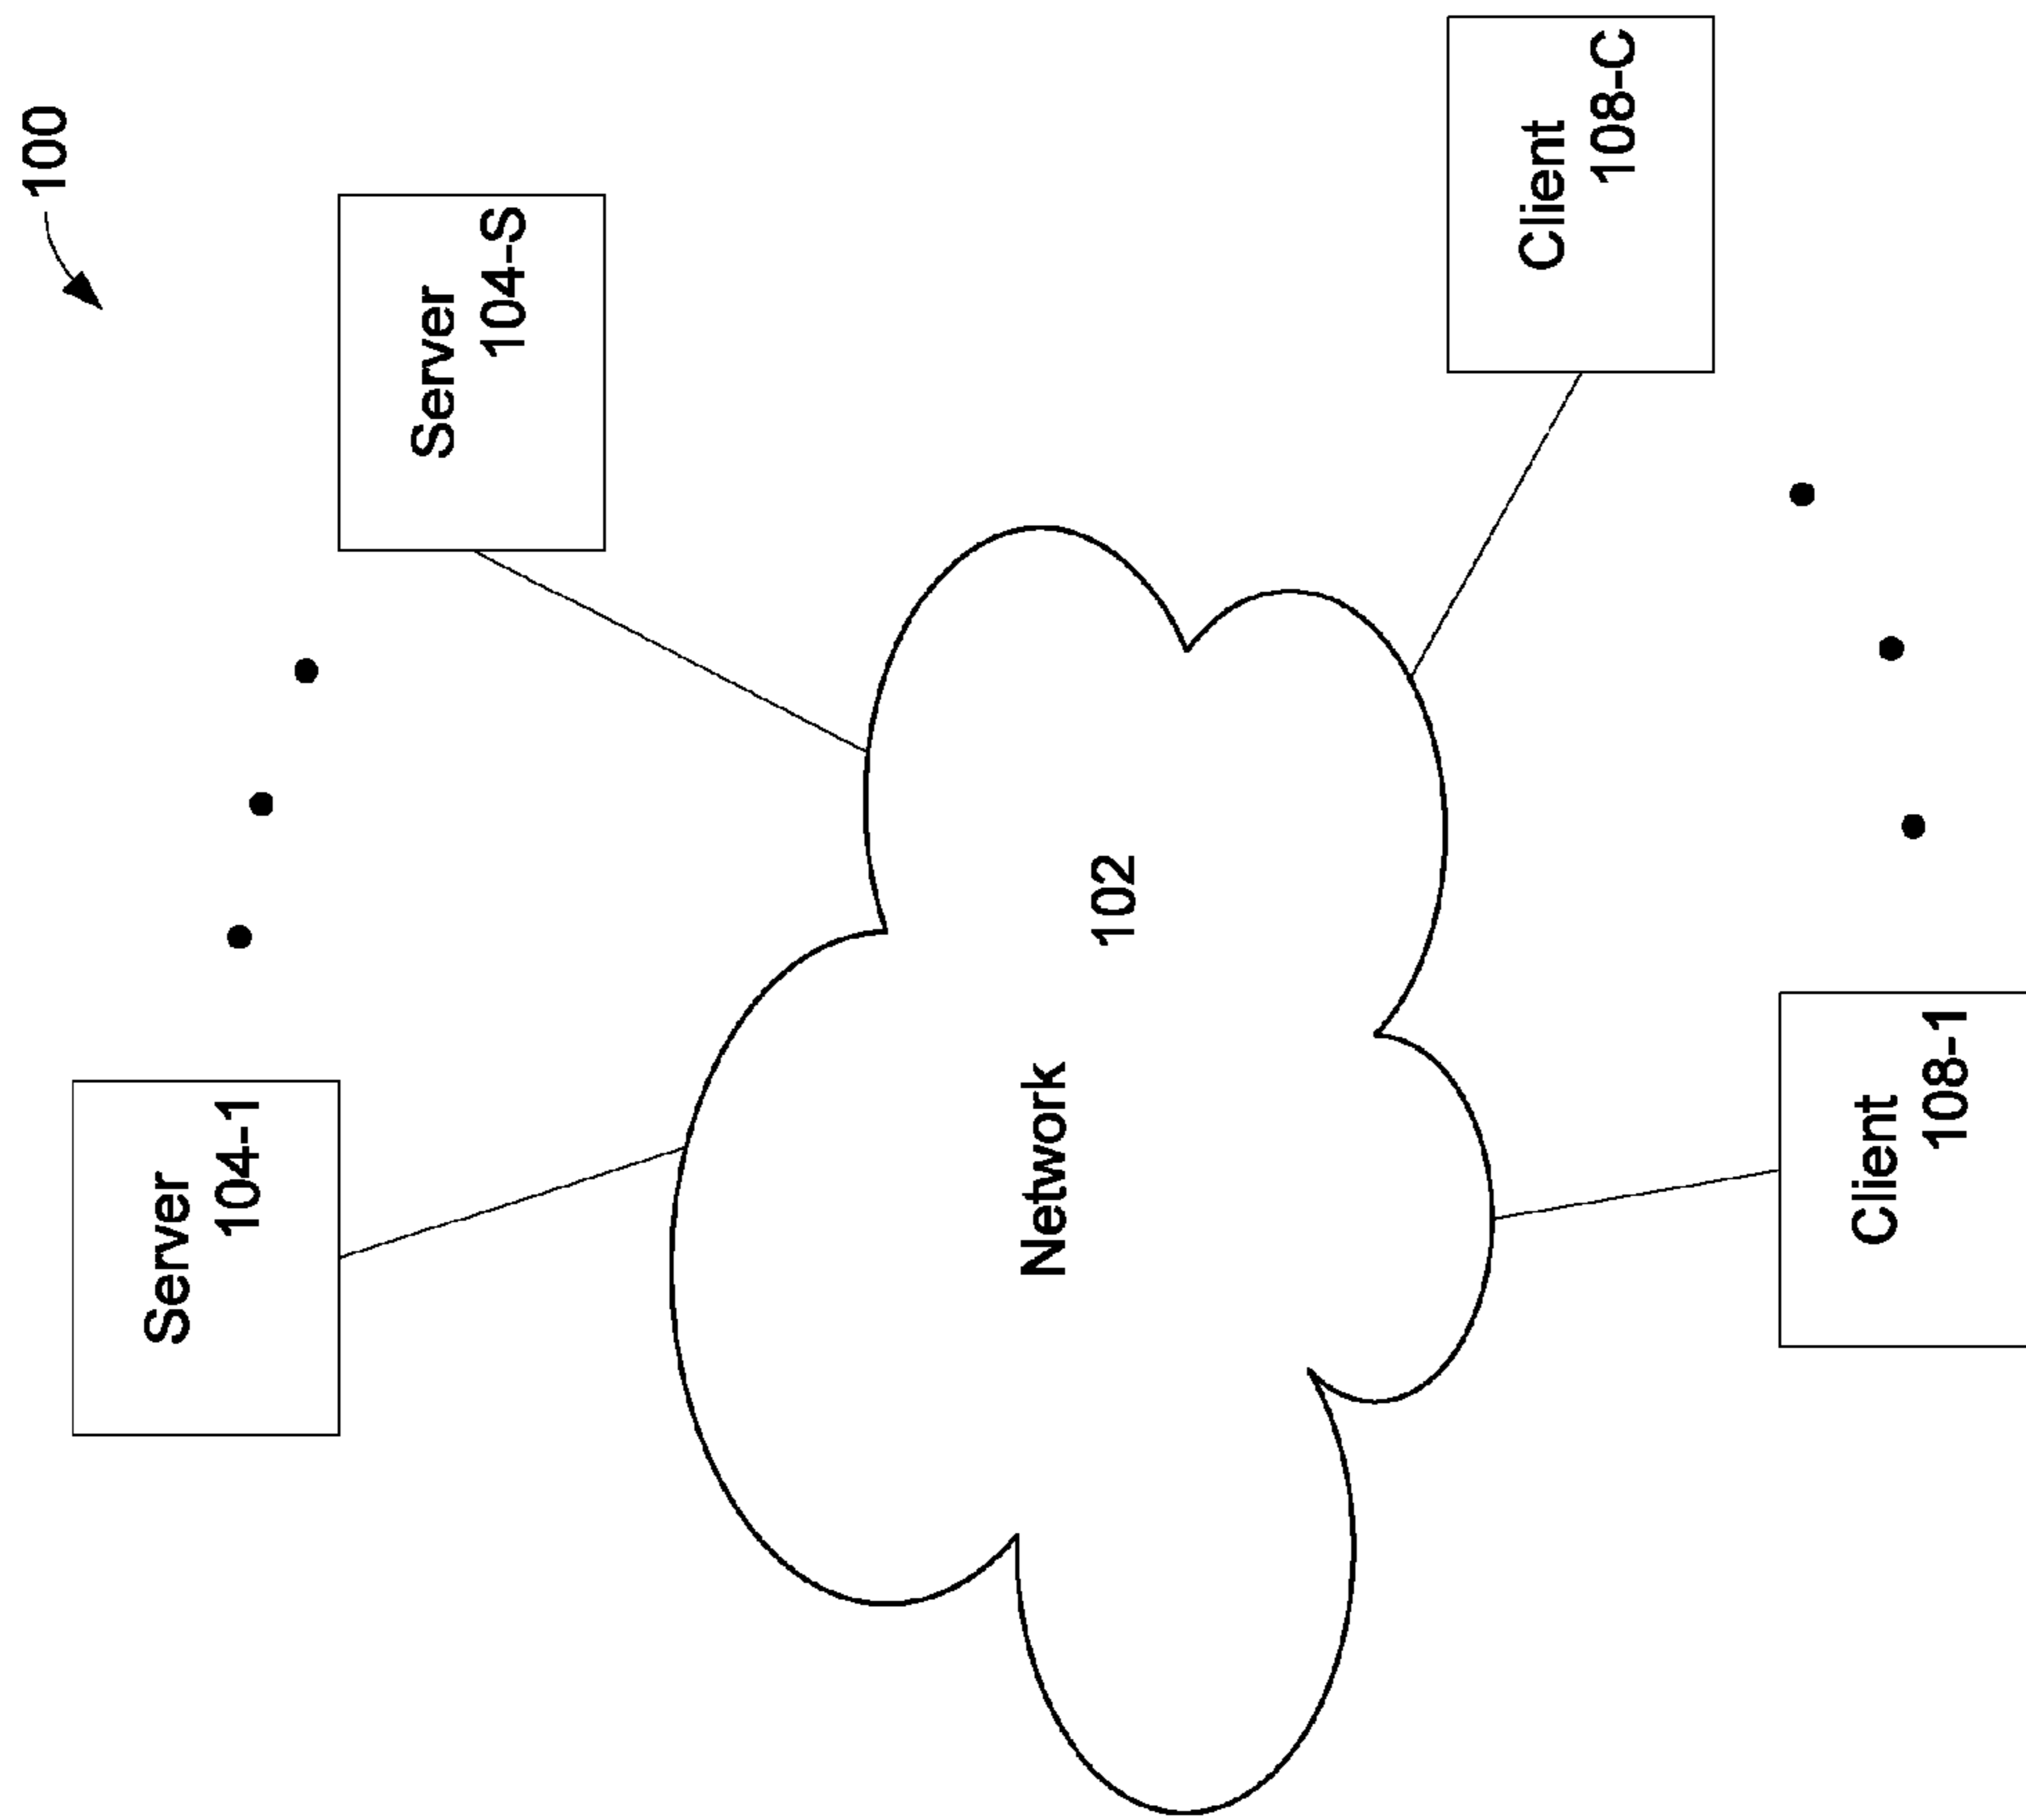 100
Server
104-1
Server
104-S
Network
102
Client
108-1
Client
108-C